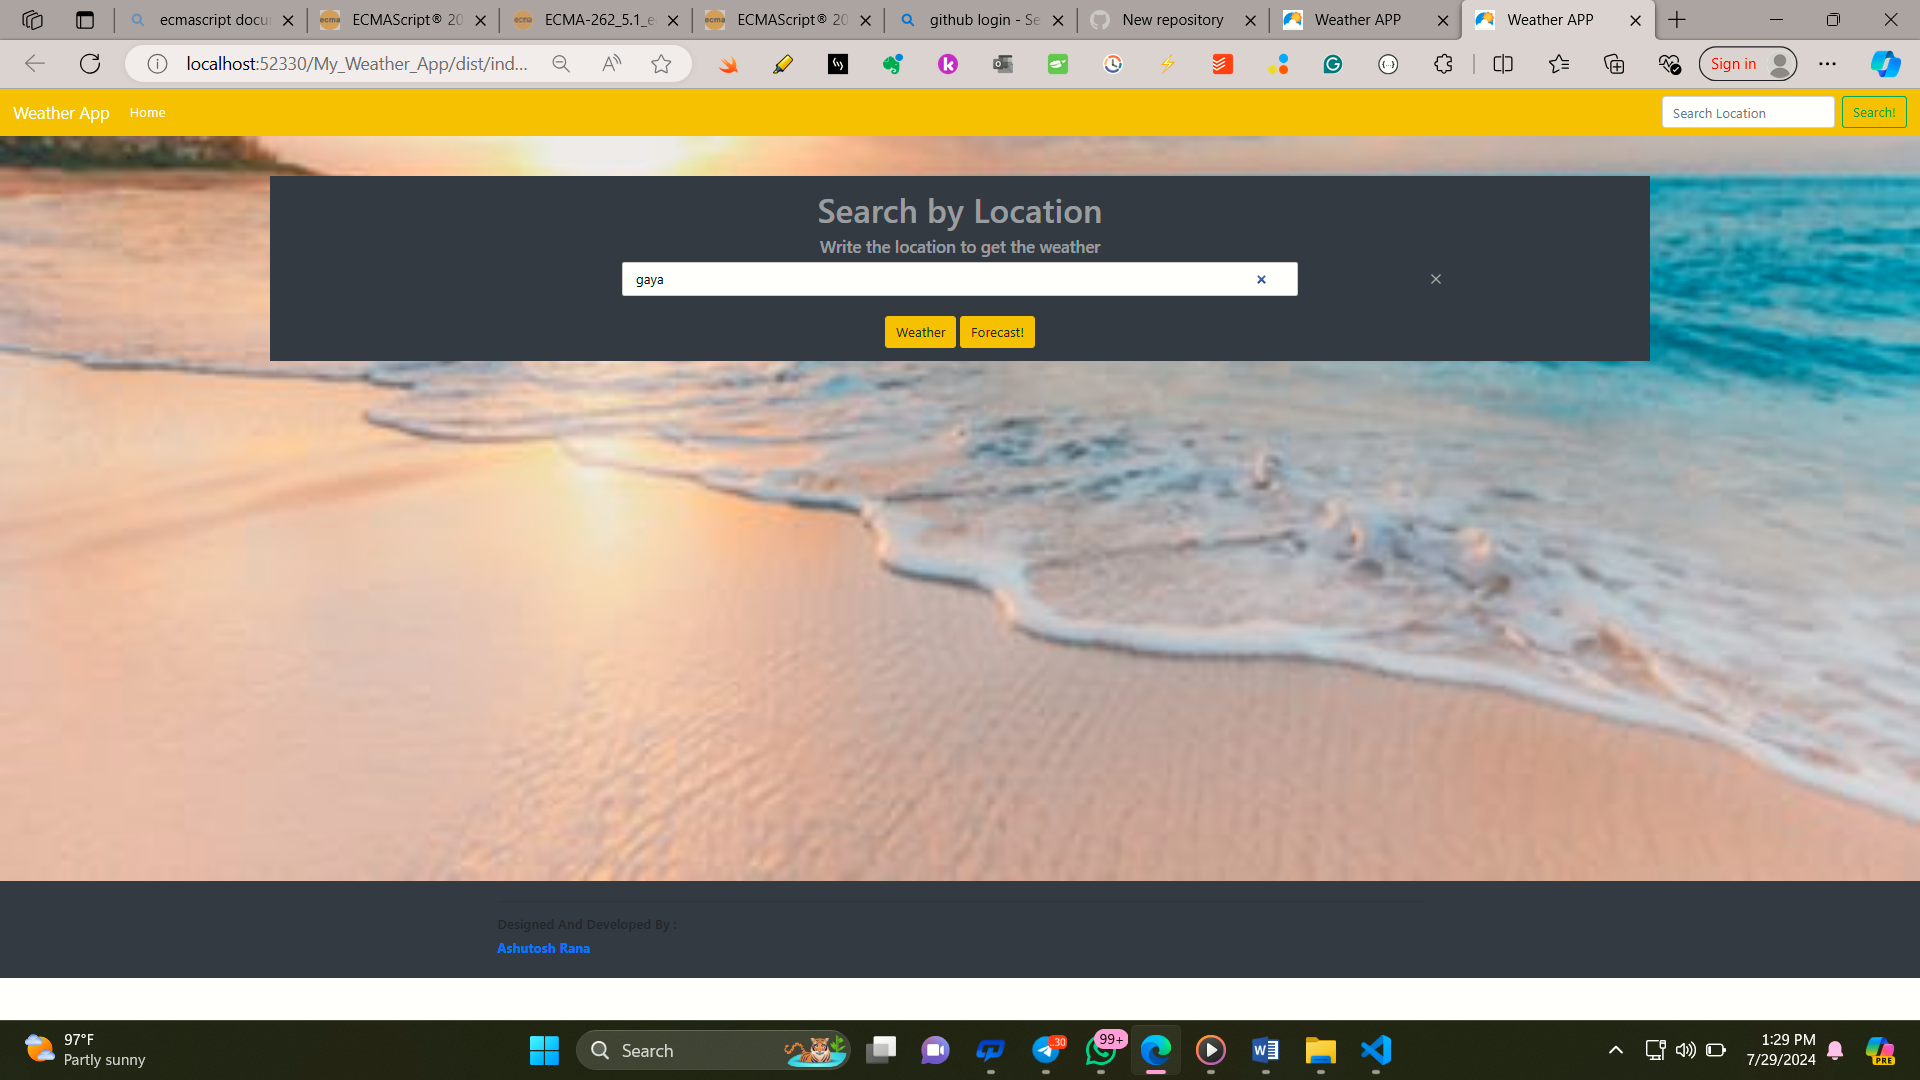 ecmascript docu
ECMAScript® 20
ECMA-262_5.1_e
ECMAScript® 20
github login - Se
New repository
Weather APP
Weather APP
localhost:52330/My_Weather_App/dist/ind...
Sign in
Weather App
Home
Search Location
Search!
Search by Location
Write the location to get the weather
gaya
Weather
Forecast!
Designed And Developed By :
Ashutosh Rana
97°F
Partly sunny
Search
..30
99+
1:29 PM
7/29/2024
PRE